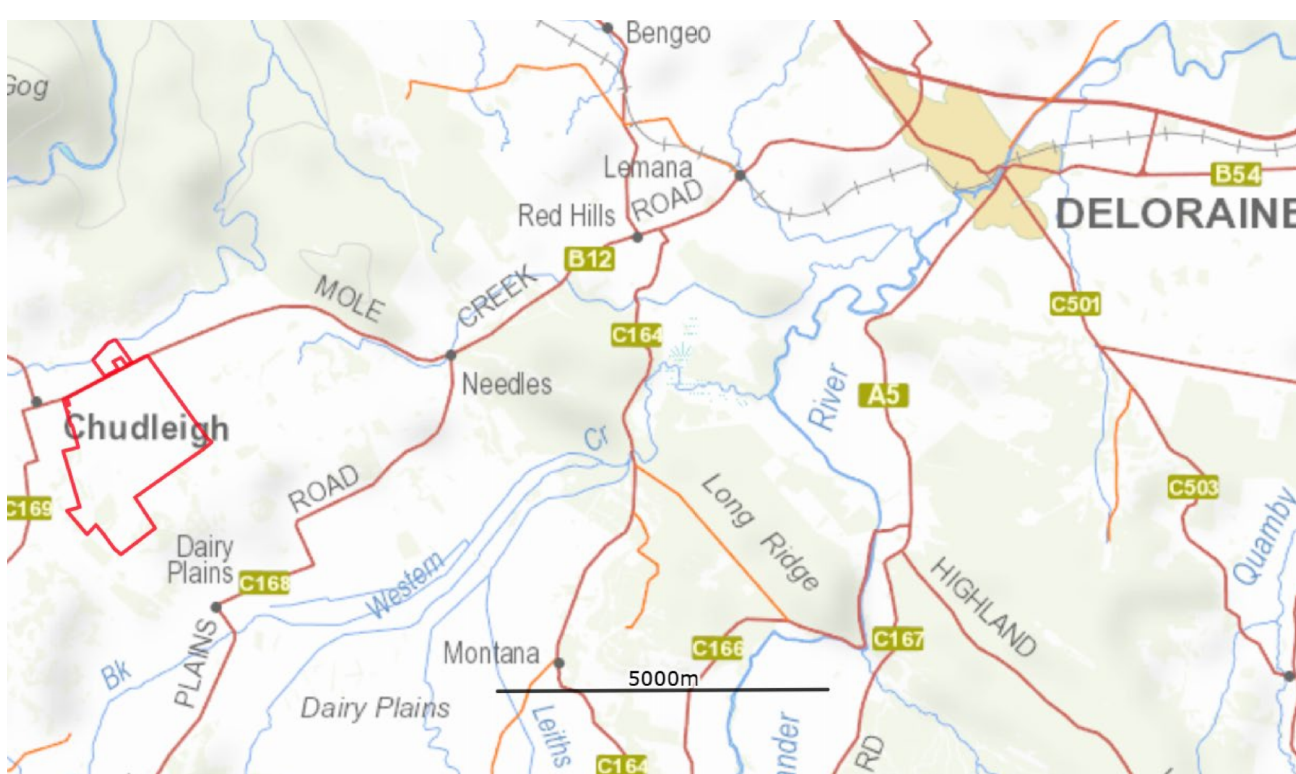 Bengeo
Gog
Lemana
B54
ROAD
Red Hills
DELORAINE
B12
MOLE
CREEK
C501
C164
Needles
River
A5
Chudleigh
Cr
ROAD
Long Ridge
C503
C169
Quamby
Dairy
Plains
C168
Western
HIGHLAND
C166
C167
Montana
PLAINS
Bk
5000m
Dairy Plains
Leiths
ander
RD
C164